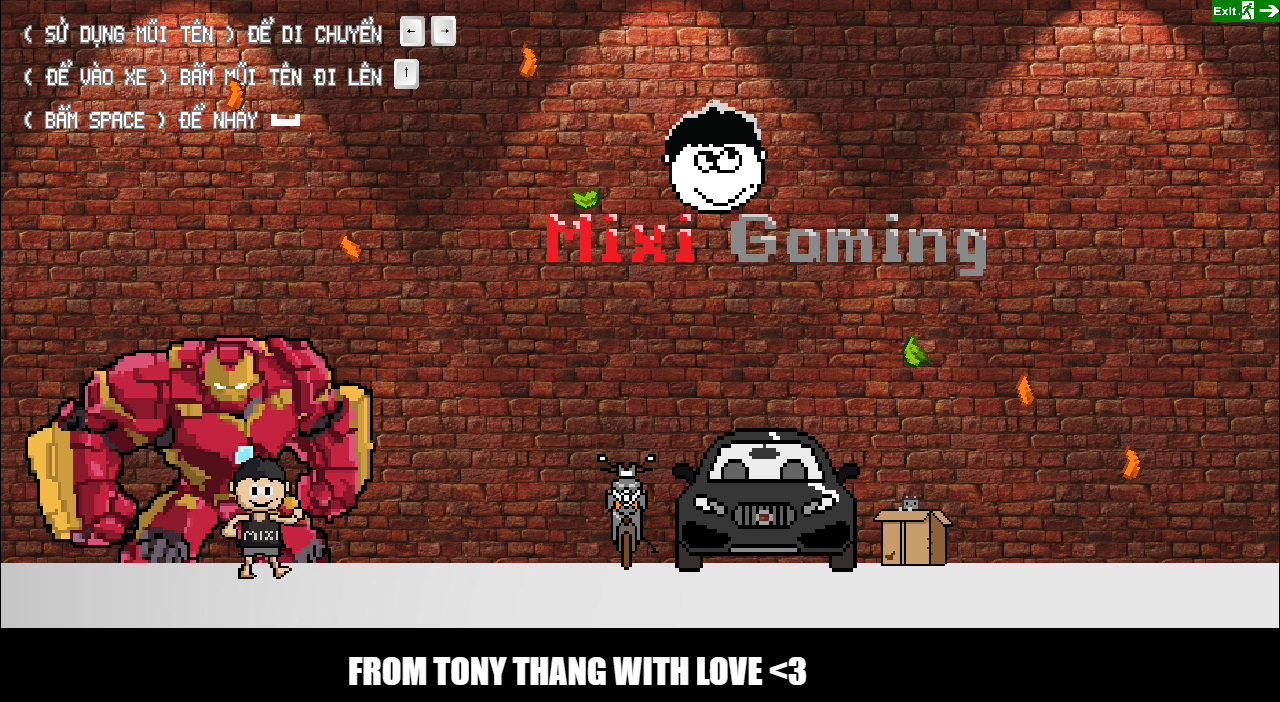 ( SỬ DỤNG MŨI TÊN ) ĐỂ DI CHUYỂN ← →
( ĐỂ VÀO XE ) BẤM MŨI TÊN ĐI LÊN ↑
( BẤM SPACE ) ĐỂ NHẢY
Exit
Mixi Gaming
MIXI
FROM TONY THANG WITH LOVE <3